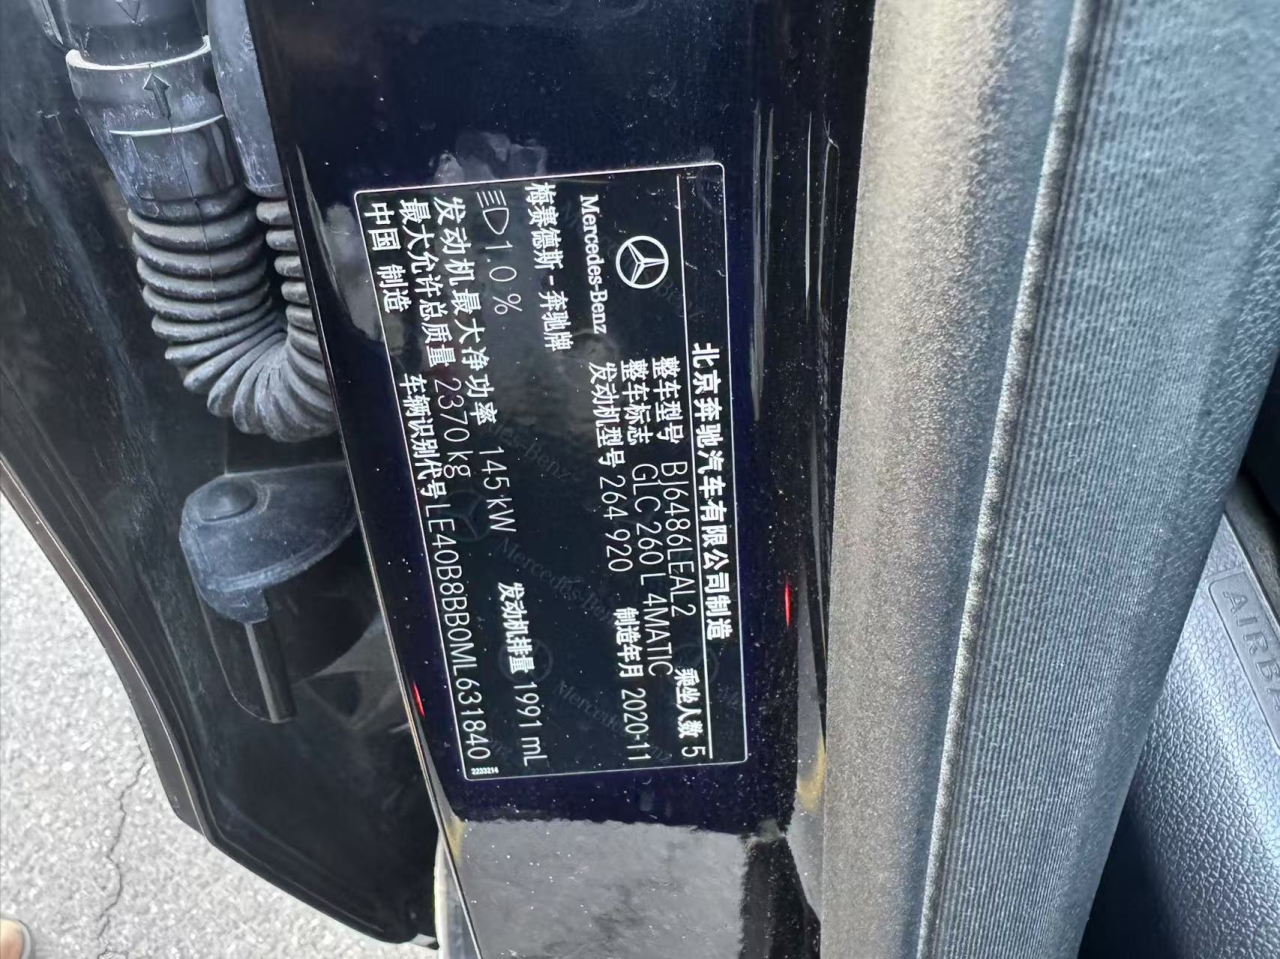 北京奔驰汽车有限公司制造
Mercedes-Benz
梅赛德斯-奔驰牌
整车型号 BJ6486LEAL2 乘坐人数 5
整车标志 GLC 260 L 4MATIC
发动机型号 264 920 制造年月 2020-11
1.0 %
发动机最大净功率 145 kW 发动机排量 1991 mL
最大允许总质量 2370 kg
中国 制造 车辆识别代号 LE40B8BB0ML631840
2233214
AIRBA